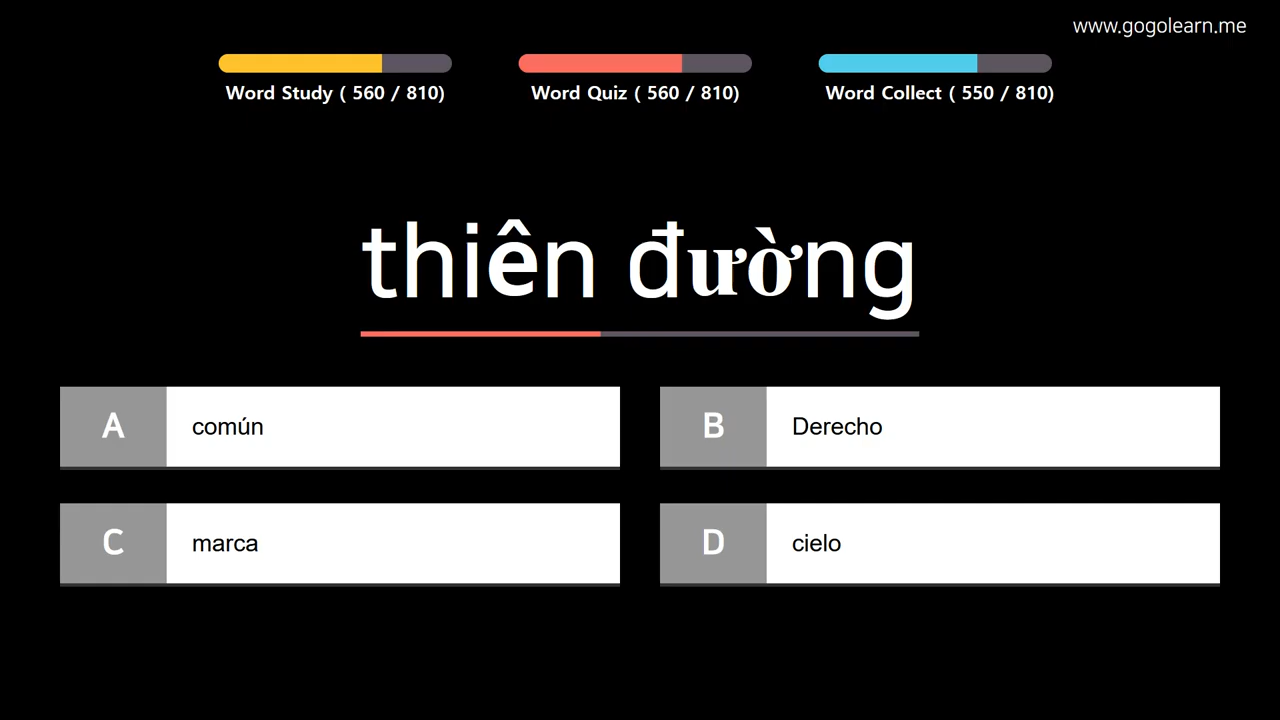 www.gogolearn.me
Word Study ( 560 / 810)
Word Quiz ( 560 / 810)
Word Collect ( 550 / 810)
thiên đường
A común
B Derecho
C marca
D cielo